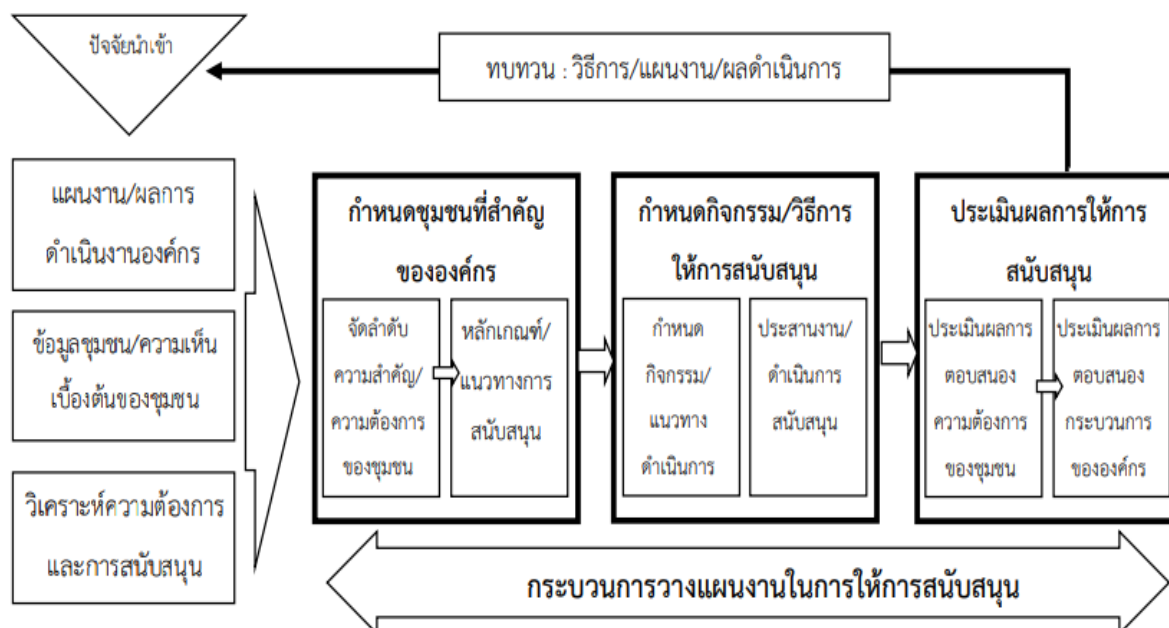 ปัจจัยนำเข้า
ทบทวน : วิธีการ/แผนงาน/ผลดำเนินการ
แผนงาน/ผลการ
ดำเนินงานองค์กร
ข้อมูลชุมชน/ความเห็น
เบื้องต้นของชุมชน
วิเคราะห์ความต้องการ
และการสนับสนุน
กำหนดชุมชนที่สำคัญ
ขององค์กร
จัดลำดับ
ความสำคัญ/
ความต้องการ
ของชุมชน
หลักเกณฑ์/
แนวทางการ
สนับสนุน
กำหนดกิจกรรม/วิธีการ
ให้การสนับสนุน
กำหนด
กิจกรรม/
แนวทาง
ดำเนินการ
ประสานงาน/
ดำเนินการ
สนับสนุน
ประเมินผลการให้การ
สนับสนุน
ประเมินผลการ
ตอบสนอง
ความต้องการ
ของชุมชน
ประเมินผลการ
ตอบสนอง
กระบวนการ
ขององค์กร
กระบวนการวางแผนงานในการให้การสนับสนุน